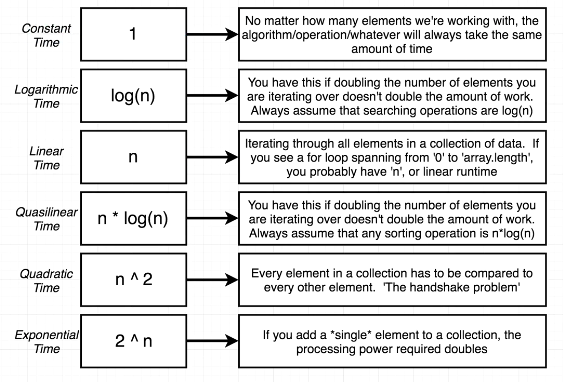 Constant
Time
1
No matter how many elements we're working with, the
algorithm/operation/whatever will always take the same
amount of time
Logarithmic
Time
log(n)
You have this if doubling the number of elements you
are iterating over doesn't double the amount of work.
Always assume that searching operations are log(n)
Linear
Time
n
Iterating through all elements in a collection of data.  If
you see a for loop spanning from '0' to 'array.length',
you probably have 'n', or linear runtime
Quasilinear
Time
n * log(n)
You have this if doubling the number of elements you
are iterating over doesn't double the amount of work.
Always assume that any sorting operation is n*log(n)
Quadratic
Time
n ^ 2
Every element in a collection has to be compared to
every other element.  'The handshake problem'
Exponential
Time
2 ^ n
If you add a *single* element to a collection, the
processing power required doubles